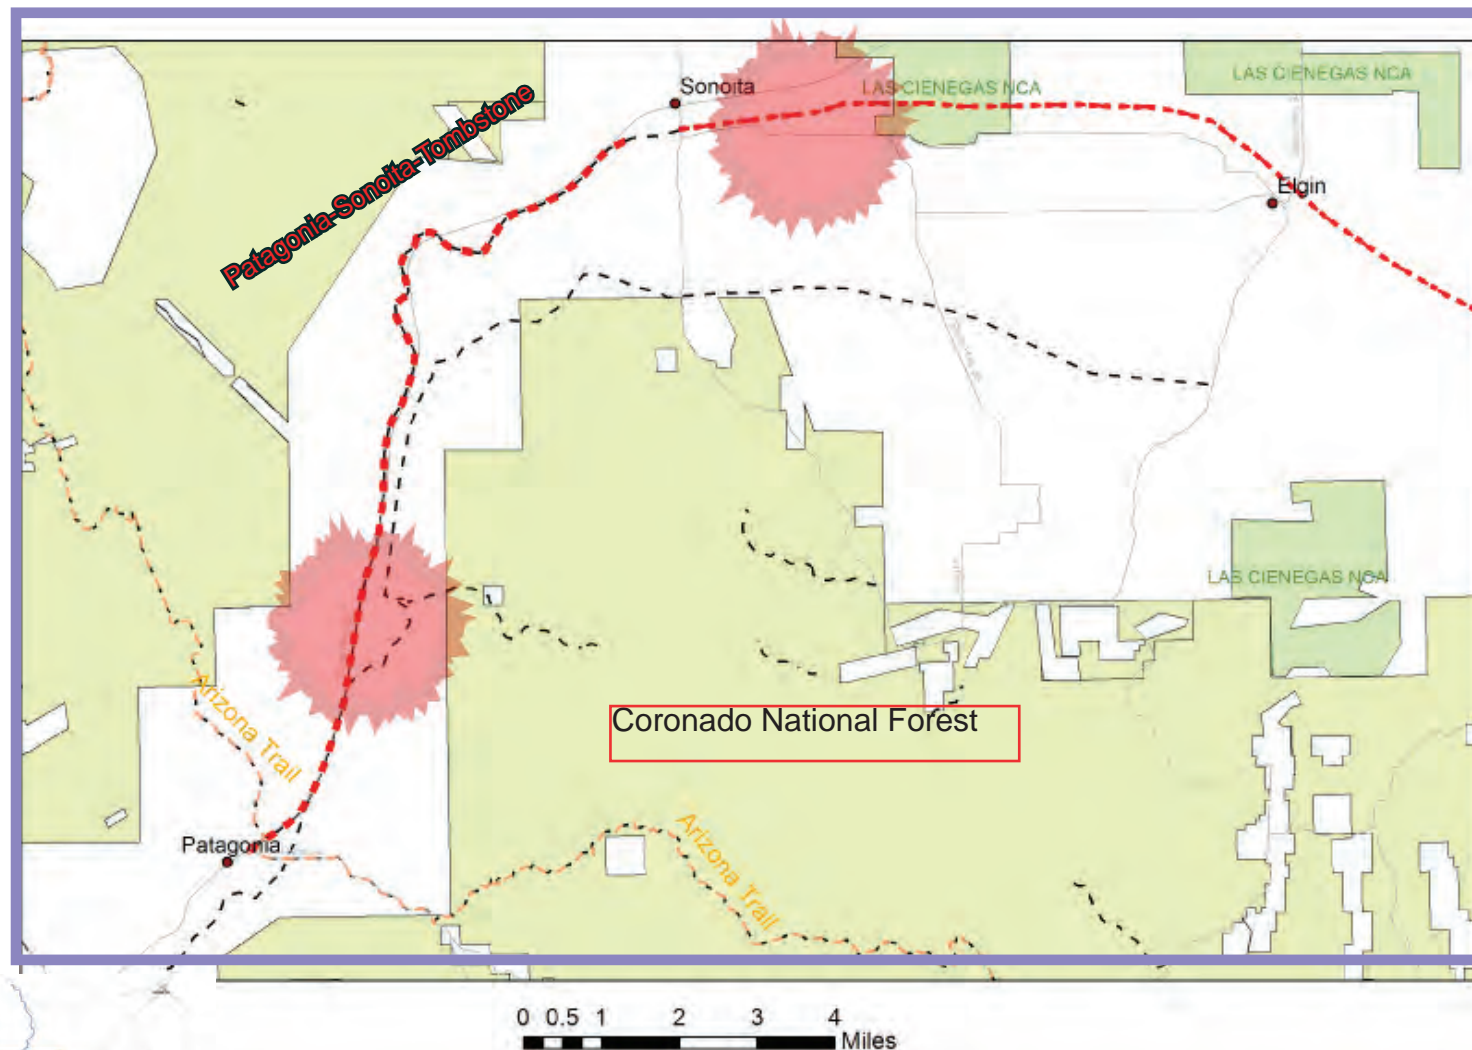 Sonoita
LAS CIENEGAS NCA
LAS CIENEGAS NCA
Patagonia-Sonoita-Tombstone
Elgin
LAS CIENEGAS NCA
Arizona Trail
Coronado National Forest
Arizona Trail
Patagonia
0 0.5 1 2 3 4
Miles